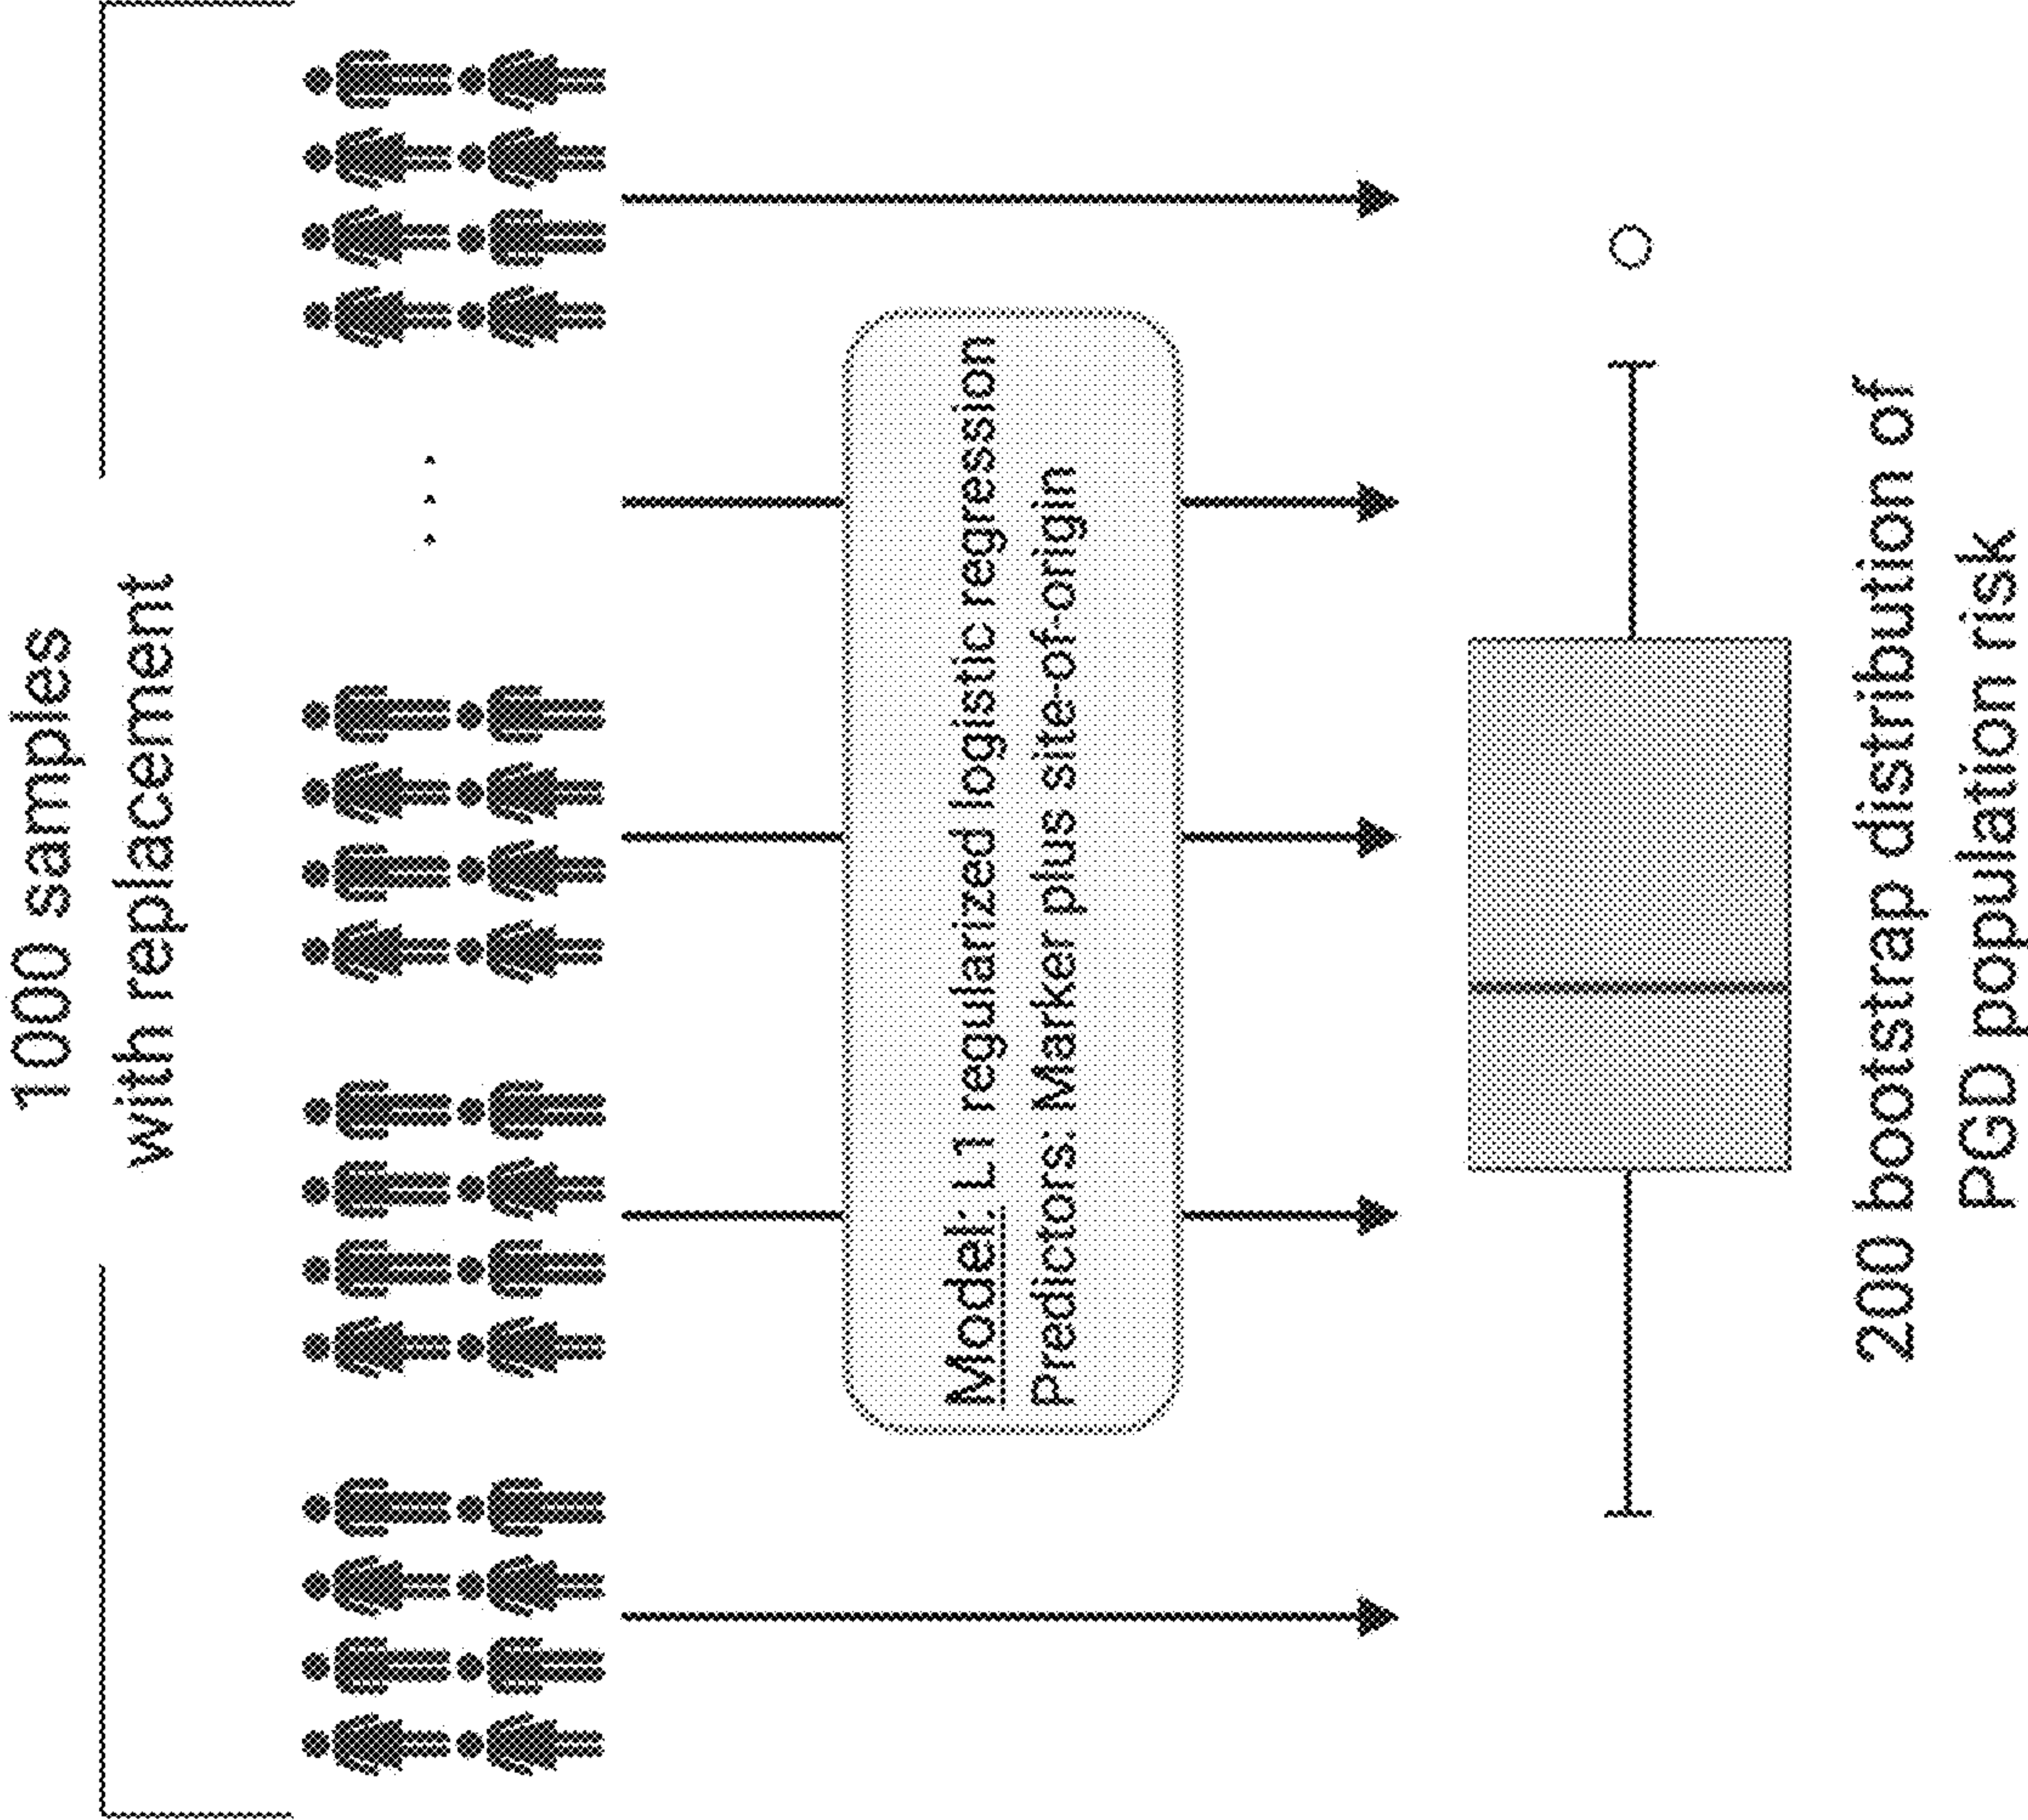 1000 samples
with replacement
. . .
Model: L1 regularized logistic regression
Predictors: Marker plus site-of-origin
200 bootstrap distribution of
PGD population risk